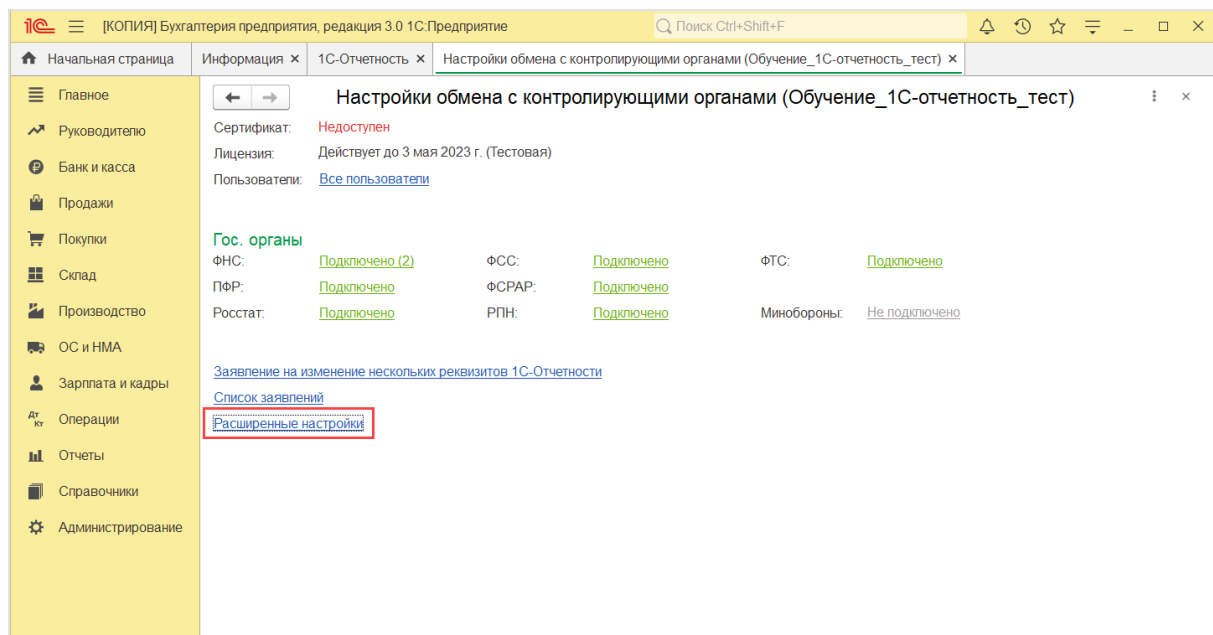 1С [КОПИЯ] Бухгалтерия предприятия, редакция 3.0 1С:Предприятие Поиск Ctrl+Shift+F
Начальная страница Информация × 1С-Отчетность × Настройки обмена с контролирующими органами (Обучение_1С-отчетность_тест) ×
Главное
Руководителю
Банк и касса
Продажи
Покупки
Склад
Производство
ОС и НМА
Зарплата и кадры
Дт Кт Операции
Отчеты
Справочники
Администрирование
Настройки обмена с контролирующими органами (Обучение_1С-отчетность_тест)
Сертификат: Недоступен
Лицензия: Действует до 3 мая 2023 г. (Тестовая)
Пользователи: Все пользователи
Гос. органы
ФНС: Подключено (2) ФСС: Подключено ФТС: Подключено
ПФР: Подключено ФСРАР: Подключено
Росстат: Подключено РПН: Подключено Минобороны: Не подключено
Заявление на изменение нескольких реквизитов 1С-Отчетности
Список заявлений
Расширенные настройки